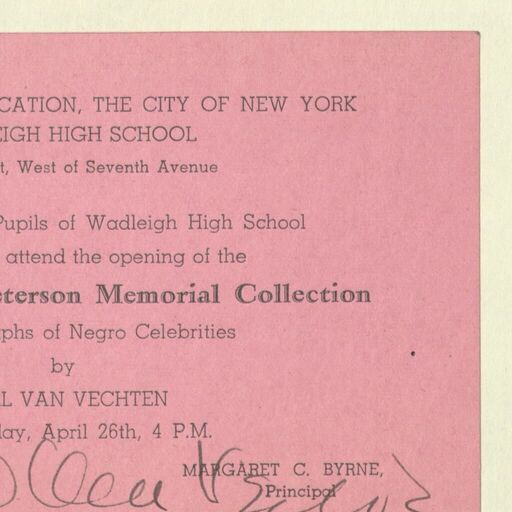 CATION, THE CITY OF NEW YORK
EIGH HIGH SCHOOL
t, West of Seventh Avenue
Pupils of Wadleigh High School
attend the opening of the
eterson Memorial Collection
phs of Negro Celebrities
by
L VAN VECHTEN
lay, April 26th, 4 P.M.
MARGARET C. BYRNE,
Principal